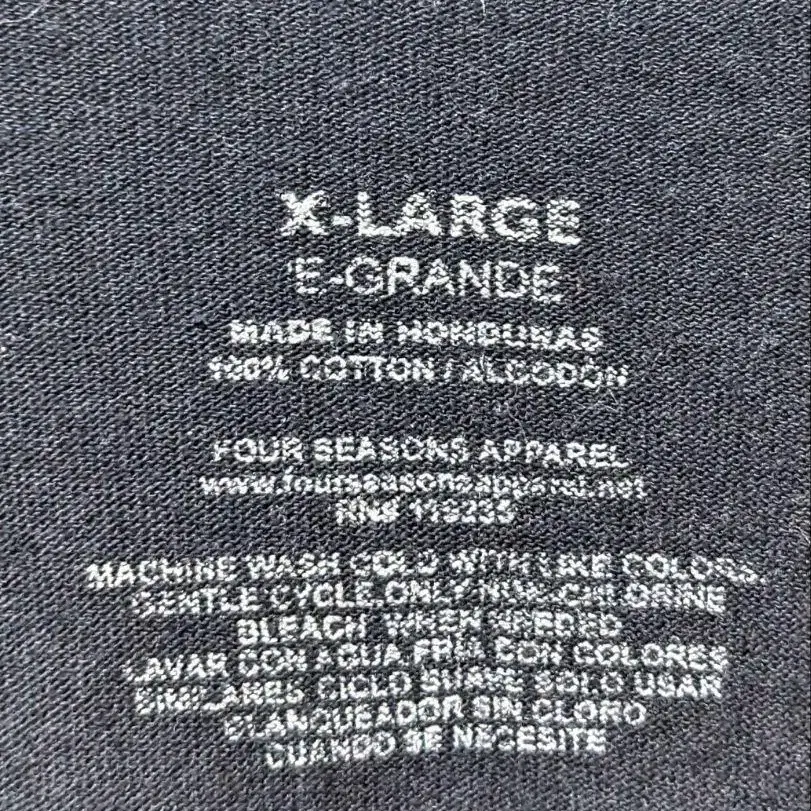 X-LARGE
E-GRANDE
MADE IN HONDURAS
100% COTTON / ALGODÓN
FOUR SEASONS APPAREL
www.fourseasonsapparel.net
RN#
MACHINE WASH COLD WITH LIKE COLORS.
GENTLE CYCLE. ONLY NON-CHLORINE
BLEACH WHEN NEEDED
LAVAR CON AGUA FRIA CON COLORES
SIMILARES CICLO SUAVE SOLO USAR
BLANQUEADOR SIN CLORO
CUANDO SE NECESITE